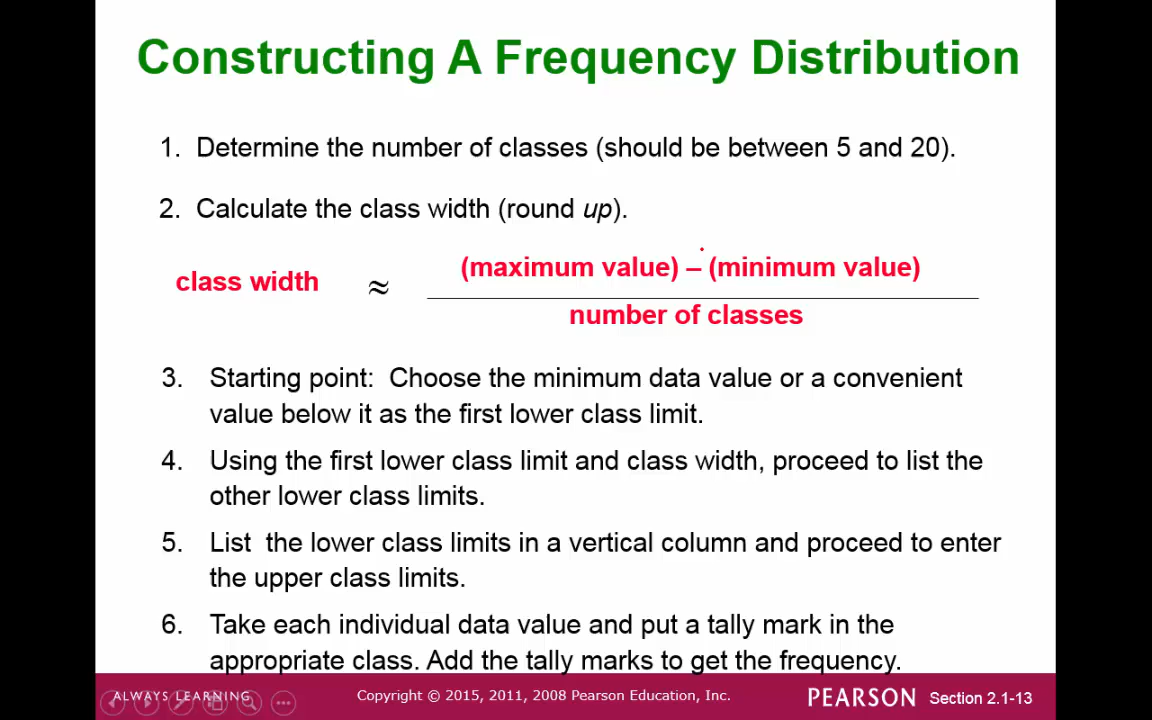 Constructing A Frequency Distribution
1. Determine the number of classes (should be between 5 and 20).
2. Calculate the class width (round up).
class width ≈ (maximum value) – (minimum value)
number of classes
3. Starting point: Choose the minimum data value or a convenient
value below it as the first lower class limit.
4. Using the first lower class limit and class width, proceed to list the
other lower class limits.
5. List the lower class limits in a vertical column and proceed to enter
the upper class limits.
6. Take each individual data value and put a tally mark in the
appropriate class. Add the tally marks to get the frequency.
ALWAYS LEARNING
Copyright © 2015, 2011, 2008 Pearson Education, Inc.
PEARSON
Section 2.1-13